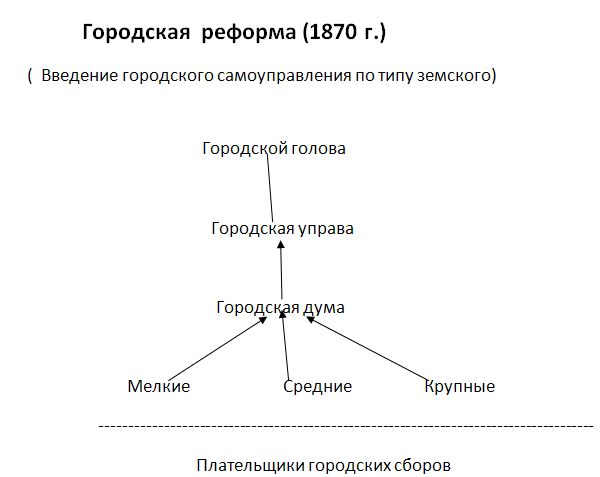 Городская реформа (1870 г.)
( Введение городского самоуправления по типу земского)
Городской голова
Городская управа
Городская дума
Мелкие Средние Крупные
Плательщики городских сборов